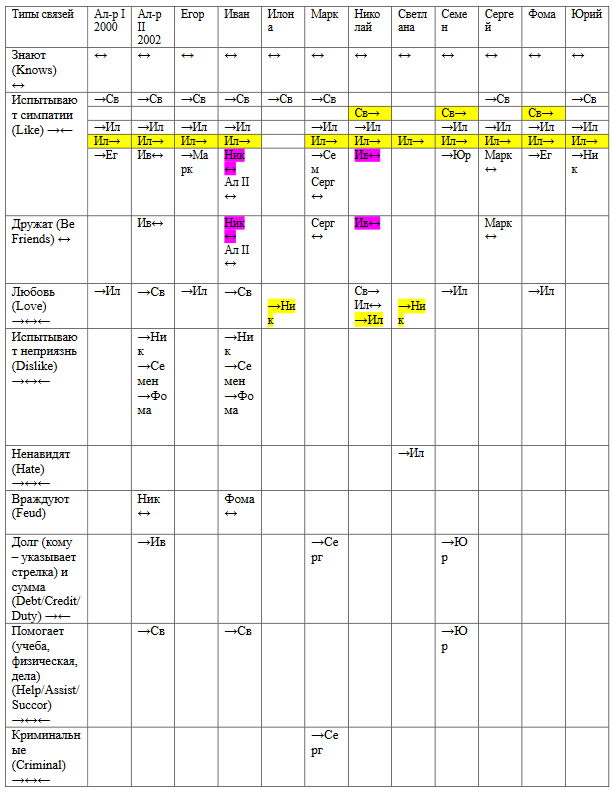 Типы связей Ал-р I 2000 Ал-р II 2002 Егор Иван Илона Марк Николай Светлана Семен Сергей Фома Юрий
Знают (Knows) ↔ ↔ ↔ ↔ ↔ ↔ ↔ ↔ ↔ ↔ ↔ ↔ ↔
Испытывают симпатии (Like) →← →Св →Св →Св →Св →Св →Св →Св →Св
Св→ Св→ Св→
→Ил →Ил →Ил →Ил →Ил →Ил →Ил →Ил →Ил →Ил
Ил→ Ил→ Ил→ Ил→ Ил→ Ил→ Ил→ Ил→ Ил→ Ил→ Ил→
→Ег Ив↔ →Марк Ник ↔ Ал II ↔ →Сем Серг ↔ Ив↔ →Юр Марк ↔ →Ег →Ник
Дружат (Be Friends) ↔ Ив↔ Ник ↔ Ал II ↔ Серг ↔ Ив↔ Марк ↔
Любовь (Love) →↔← →Ил →Св →Ил →Св →Ник Св→ Ил↔ →Ил →Ник →Ил →Ил
Испытывают неприязнь (Dislike) →↔← →Ник →Семен →Фома →Ник →Семен →Фома
Ненавидят (Hate) →↔← →Ил
Враждуют (Feud) Ник ↔ Фома ↔
Долг (кому – указывает стрелка) и сумма (Debt/Credit/Duty) →← →Ив →Серг →Юр
Помогает (учеба, физическая, дела) (Help/Assist/Succor) →↔← →Св →Св →Юр
Криминальные (Criminal) →↔← →Серг